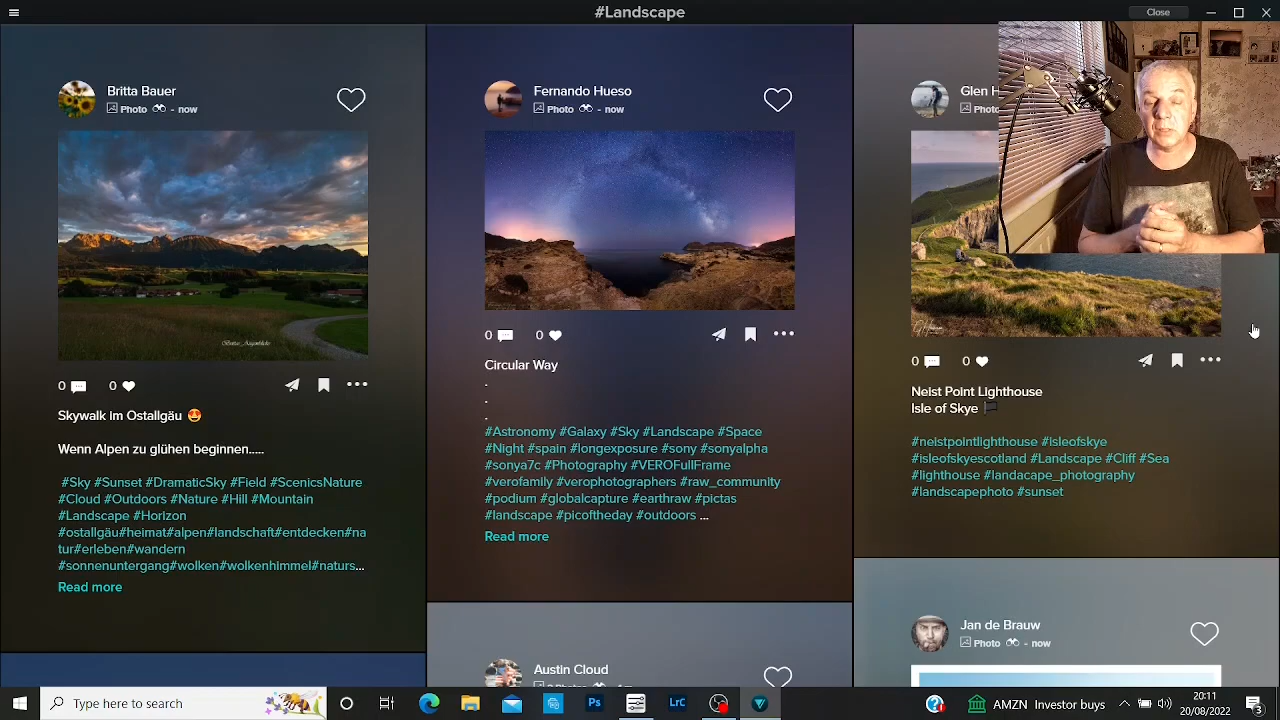 #Landscape
Close
Britta Bauer
Photo - now
0 0
Skywalk im Ostallgäu 😍
Wenn Alpen zu glühen beginnen.....
#Sky #Sunset #DramaticSky #Field #ScenicsNature
#Cloud #Outdoors #Nature #Hill #Mountain
#Landscape #Horizon
#ostallgäu#heimat#alpen#landschaft#entdecken#na
tur#erleben#wandern
#sonnenuntergang#wolken#wolkenhimmel#naturs...
Read more
Fernando Hueso
Photo - now
0 0
Circular Way
.
.
.
#Astronomy #Galaxy #Sky #Landscape #Space
#Night #spain #longexposure #sony #sonyalpha
#sonya7c #Photography #VEROFullFrame
#verofamily #verophotographers #raw_community
#podium #globalcapture #earthraw #pictas
#landscape #picoftheday #outdoors ...
Read more
Austin Cloud
Glen H
Photo
0 0
Neist Point Lighthouse
Isle of Skye 🏴
#neistpointlighthouse #isleofskye
#isleofskyescotland #Landscape #Cliff #Sea
#lighthouse #landacape_photography
#landscapephoto #sunset
Jan de Brauw
Photo - now
Type here to search
Ps
LrC
AMZN Investor buys
20:11
20/08/2022
3